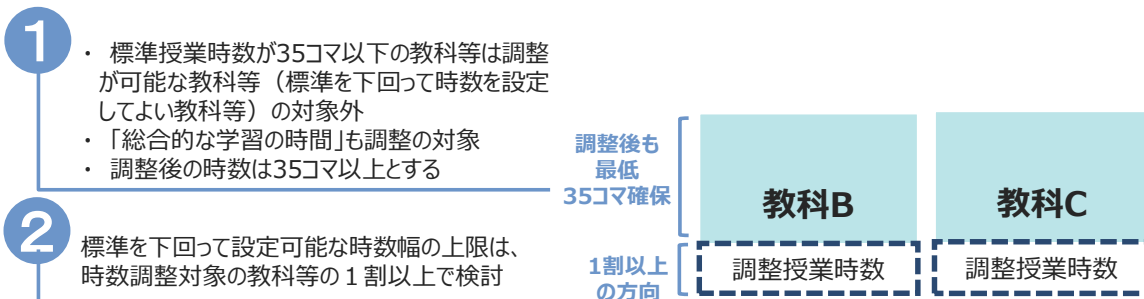 1
・ 標準授業時数が35コマ以下の教科等は調整
が可能な教科等（標準を下回って時数を設定
してよい教科等）の対象外
・ 「総合的な学習の時間」も調整の対象
・ 調整後の時数は35コマ以上とする
2
標準を下回って設定可能な時数幅の上限は、
時数調整対象の教科等の１割以上で検討
調整後も
最低
35コマ確保
教科B
教科C
1割以上
の方向
調整授業時数
調整授業時数